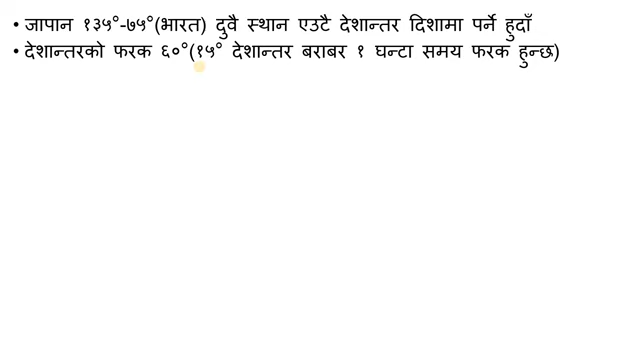 • जापान १३५°-७५°(भारत) दुवै स्थान एउटै देशान्तर दिशामा पर्ने हुदाँ
• देशान्तरको फरक ६०°(१५° देशान्तर बराबर १ घन्टा समय फरक हुन्छ)